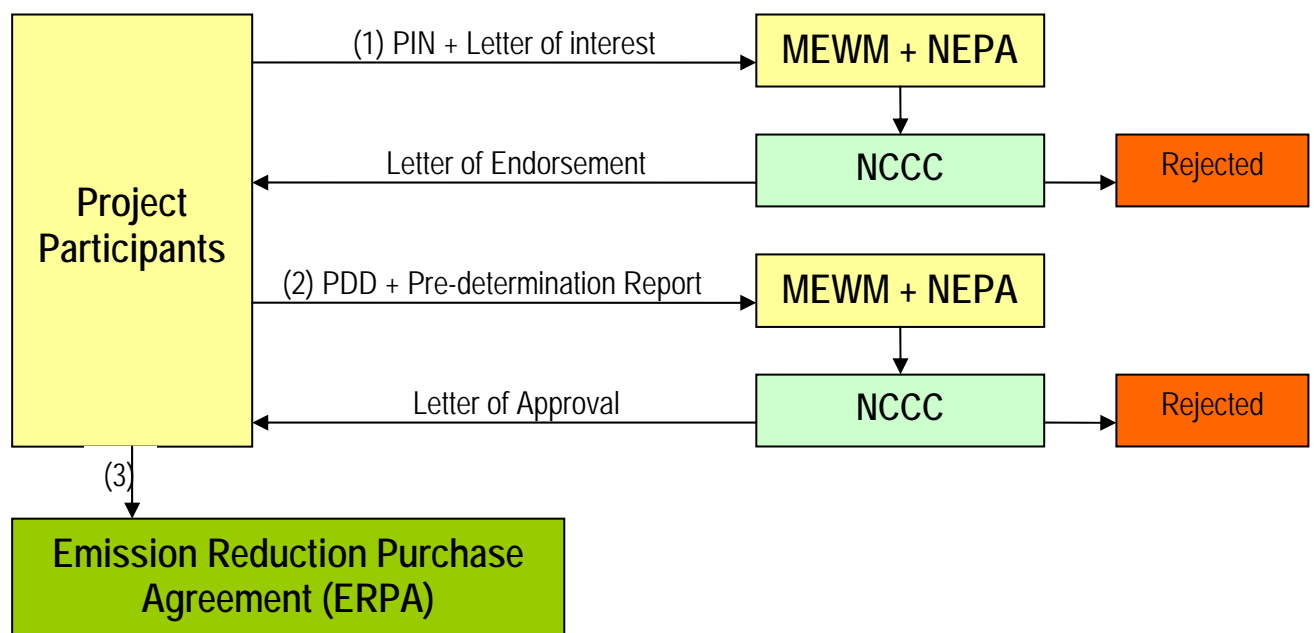 (1) PIN + Letter of interest
MEWM + NEPA
Letter of Endorsement
NCCC
Rejected
Project
Participants
(2) PDD + Pre-determination Report
MEWM + NEPA
Letter of Approval
NCCC
Rejected
(3)
Emission Reduction Purchase
Agreement (ERPA)